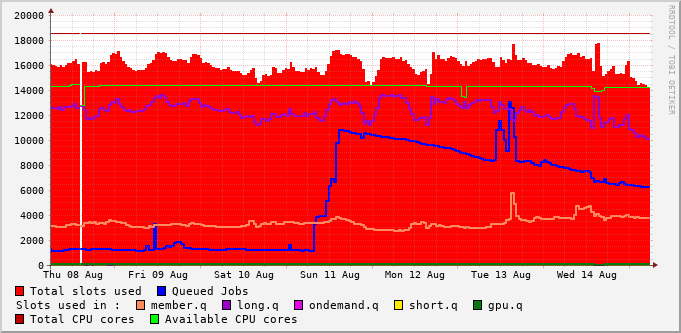 20000
18000
16000
14000
12000
10000
8000
6000
4000
2000
0
Thu 08 Aug Fri 09 Aug Sat 10 Aug Sun 11 Aug Mon 12 Aug Tue 13 Aug Wed 14 Aug
Total slots used Queued Jobs
Slots used in : member.q long.q ondemand.q short.q gpu.q
Total CPU cores Available CPU cores
RRDTOOL / TOBI OETIKER